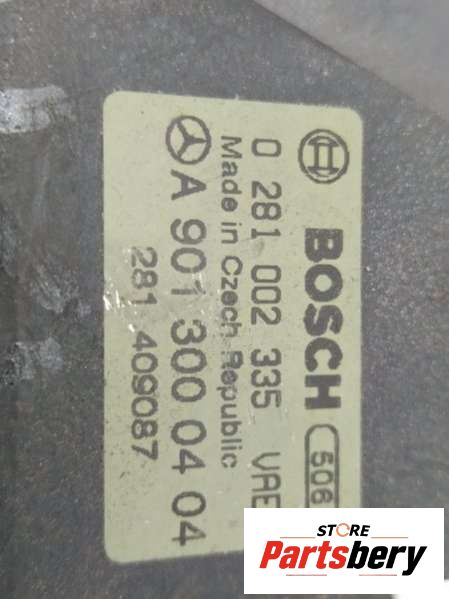 BOSCH 506
0 281 002 335 VAE
Made in Czech Republic
A 901 300 04 04
281 409087
STORE
Partsbery